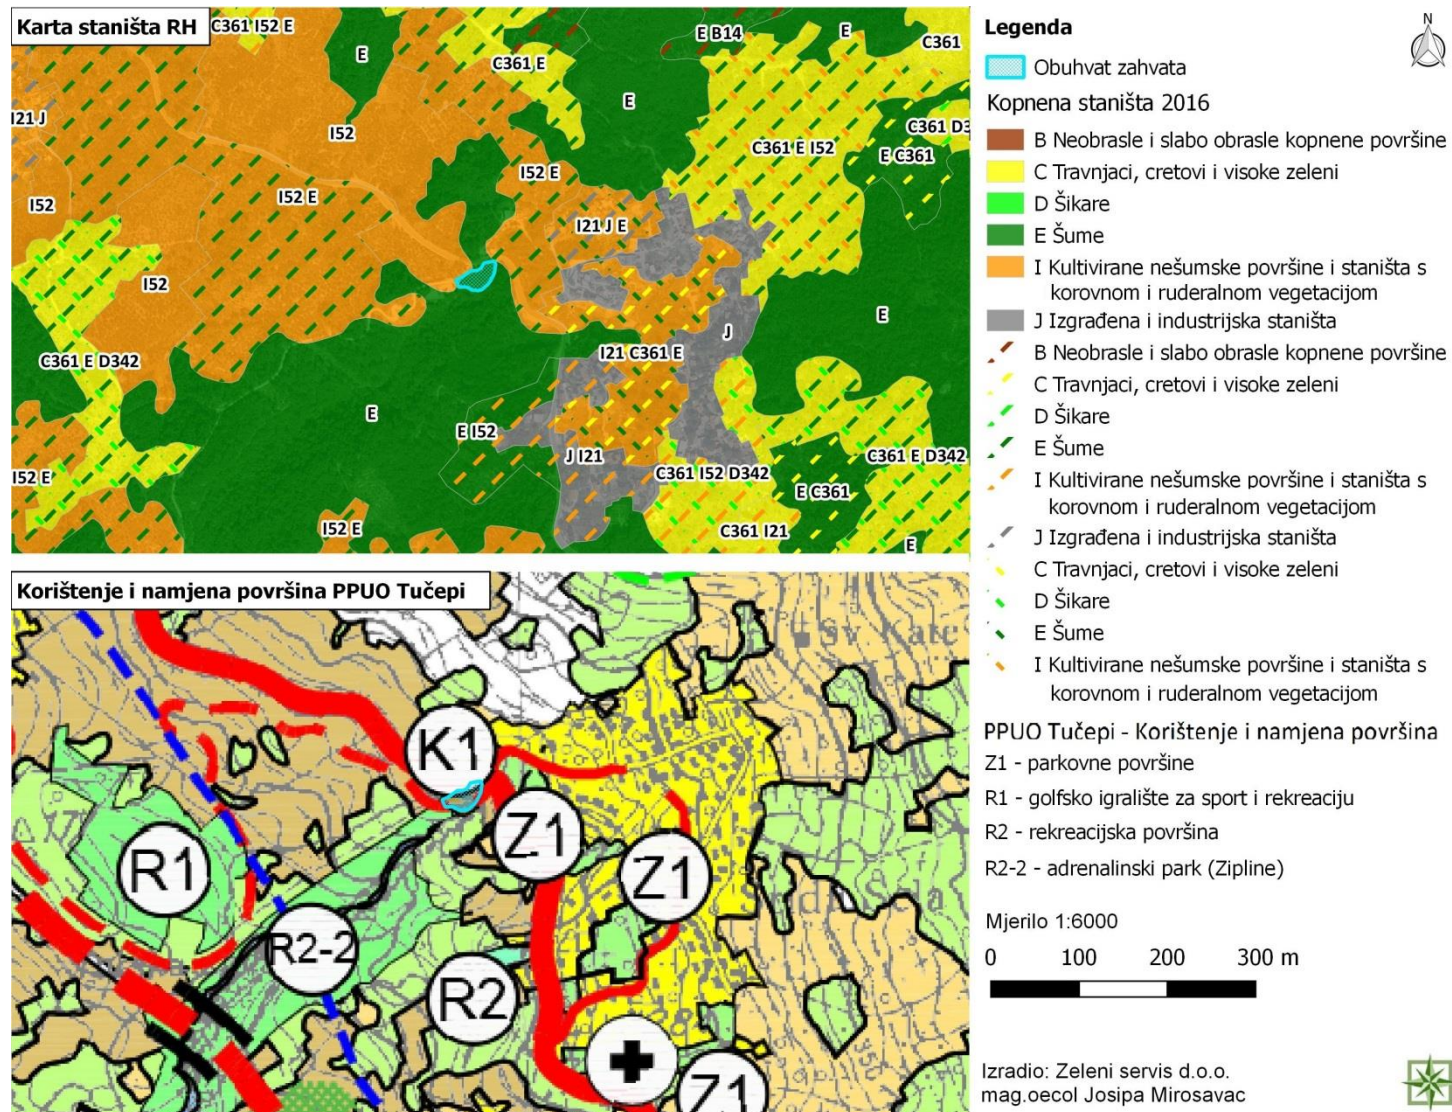 Karta staništa RH
C361 I52 E
E
E B14
E
C361
C361 E
E
I21 J
I52
C361 D3
C361 E I52
E C361
I52 E
I52
I52 E
I21 J E
I52
E
C361 E D342
J
I21 C361 E
E
E I52
J I21
C361 I52 D342
C361 E D342
I52 E
E C361
I52 E
C361 I21
E
Korištenje i namjena površina PPUO Tučepi
sv Kate
K1
Z1
R1
Z1
R2-2
R2
Z1
Legenda
N
Obuhvat zahvata
Kopnena staništa 2016
B Neobrasle i slabo obrasle kopnene površine
C Travnjaci, cretovi i visoke zeleni
D Šikare
E Šume
I Kultivirane nešumske površine i staništa s
korovnom i ruderalnom vegetacijom
J Izgrađena i industrijska staništa
B Neobrasle i slabo obrasle kopnene površine
C Travnjaci, cretovi i visoke zeleni
D Šikare
E Šume
I Kultivirane nešumske površine i staništa s
korovnom i ruderalnom vegetacijom
J Izgrađena i industrijska staništa
C Travnjaci, cretovi i visoke zeleni
D Šikare
E Šume
I Kultivirane nešumske površine i staništa s
korovnom i ruderalnom vegetacijom
PPUO Tučepi - Korištenje i namjena površina
Z1 - parkovne površine
R1 - golfsko igralište za sport i rekreaciju
R2 - rekreacijska površina
R2-2 - adrenalinski park (Zipline)
Mjerilo 1:6000
0 100 200 300 m
Izradio: Zeleni servis d.o.o.
mag.oecol Josipa Mirosavac